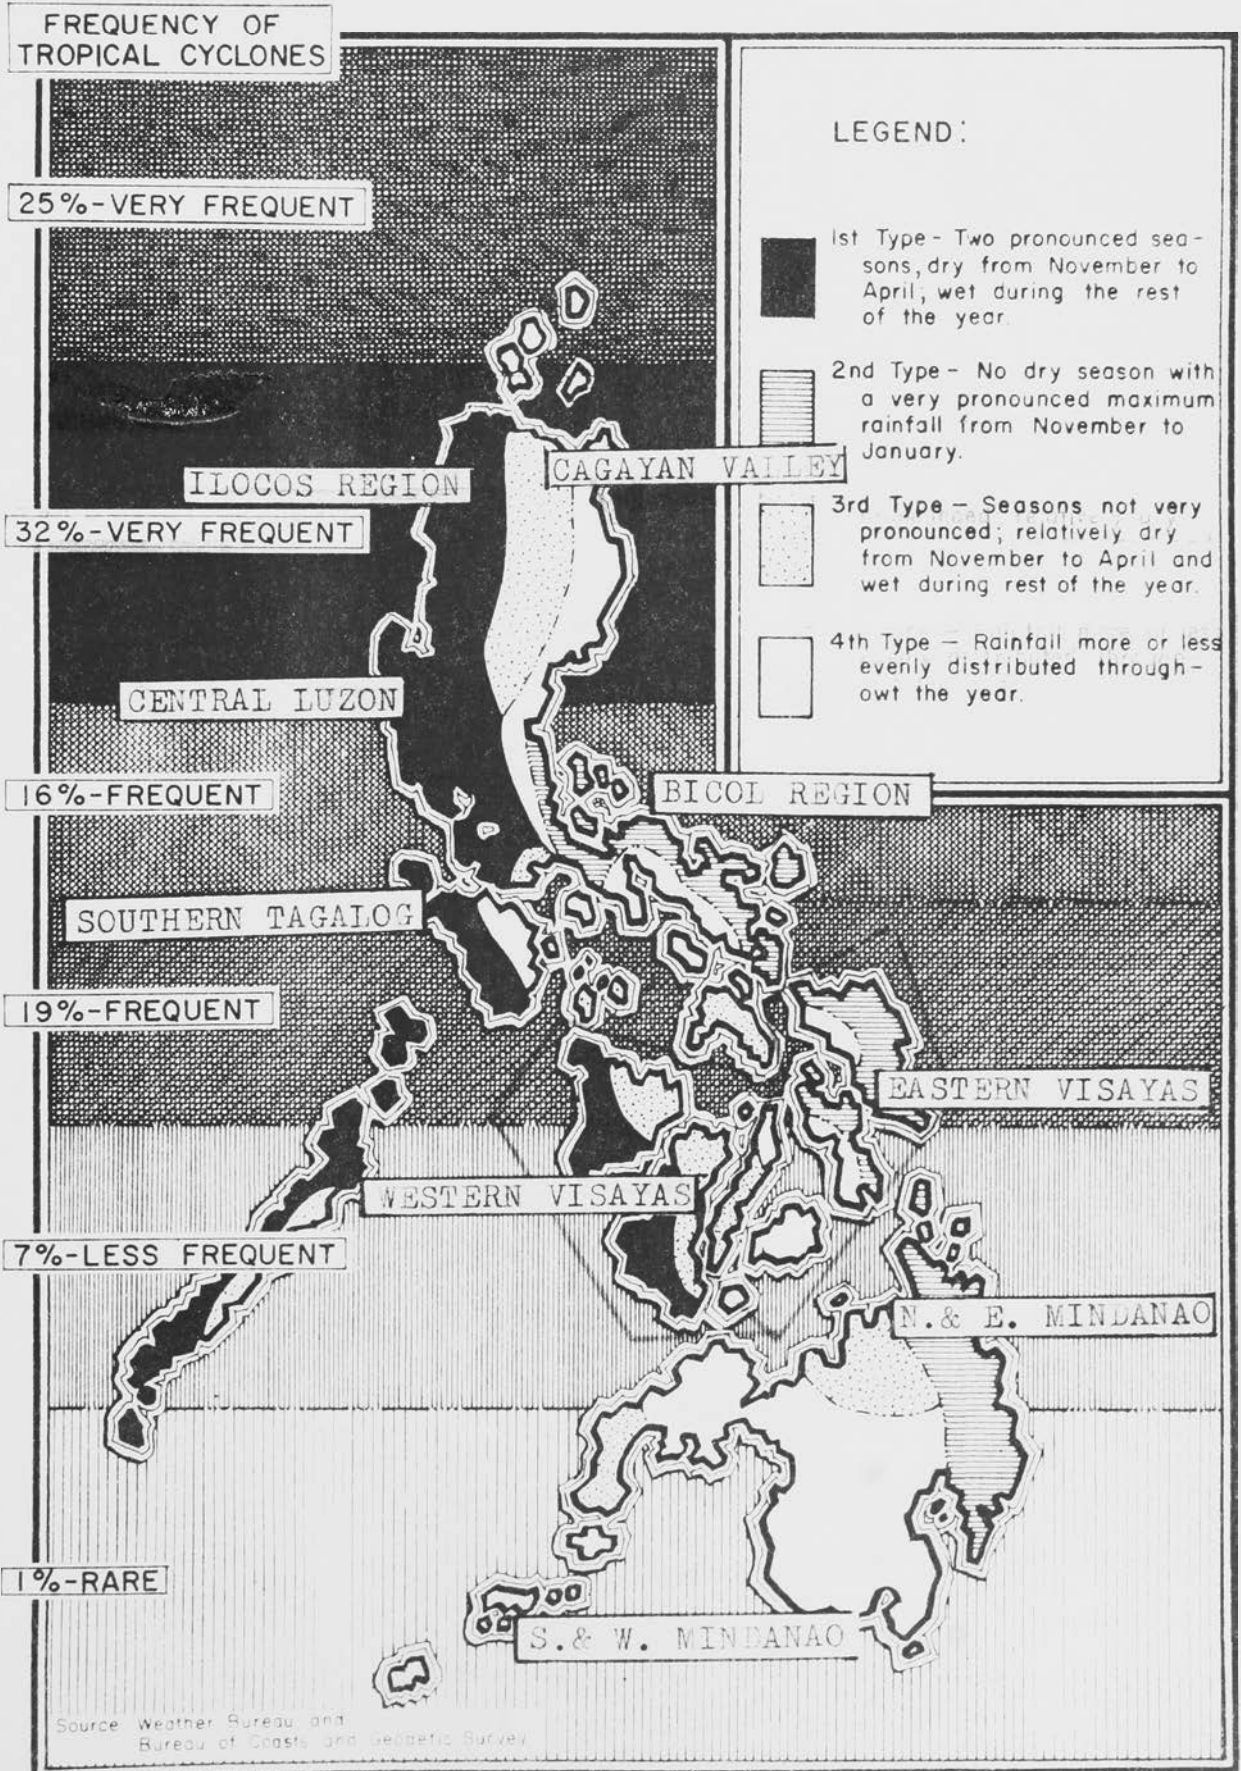 FREQUENCY OF
TROPICAL CYCLONES
25%-VERY FREQUENT
32%-VERY FREQUENT
16%-FREQUENT
19%-FREQUENT
7%-LESS FREQUENT
1%-RARE
ILOCOS REGION
CAGAYAN VALLEY
CENTRAL LUZON
BICOL REGION
SOUTHERN TAGALOG
EASTERN VISAYAS
WESTERN VISAYAS
N.& E. MINDANAO
S.& W. MINDANAO
LEGEND:
1st Type - Two pronounced sea-
sons, dry from November to
April; wet during the rest
of the year.
2nd Type - No dry season with
a very pronounced maximum
rainfall from November to
January.
3rd Type - Seasons not very
pronounced; relatively dry
from November to April and
wet during rest of the year.
4th Type - Rainfall more or less
evenly distributed through-
owt the year.
Source Weather Bureau and
Bureau of Coasts and Geodetic Survey